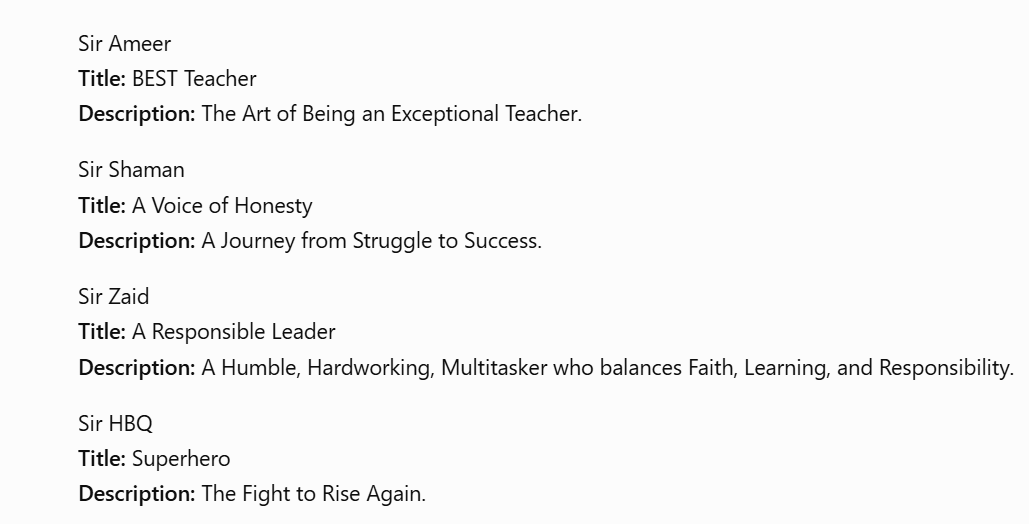 Sir Ameer
Title: BEST Teacher
Description: The Art of Being an Exceptional Teacher.
Sir Shaman
Title: A Voice of Honesty
Description: A Journey from Struggle to Success.
Sir Zaid
Title: A Responsible Leader
Description: A Humble, Hardworking, Multitasker who balances Faith, Learning, and Responsibility.
Sir HBQ
Title: Superhero
Description: The Fight to Rise Again.